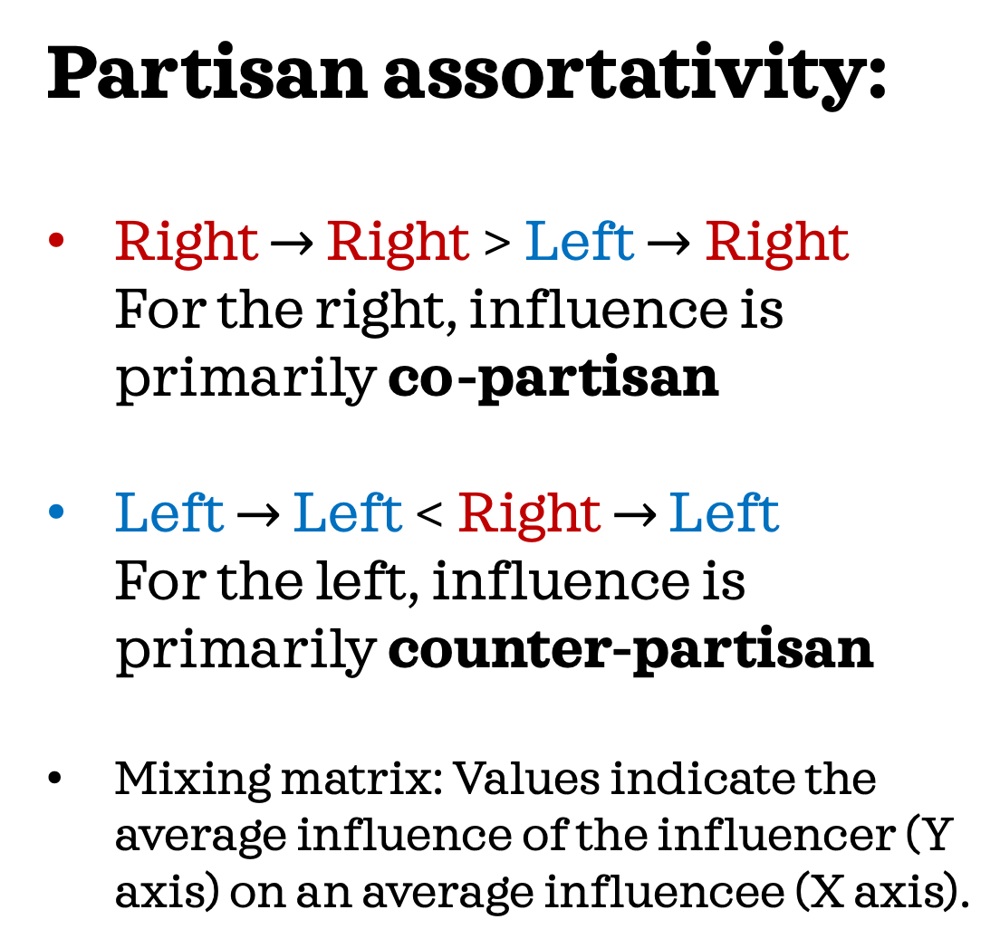 Partisan assortativity:
• Right → Right > Left → Right
For the right, influence is
primarily co-partisan
• Left → Left < Right → Left
For the left, influence is
primarily counter-partisan
• Mixing matrix: Values indicate the
average influence of the influencer (Y
axis) on an average influencee (X axis).